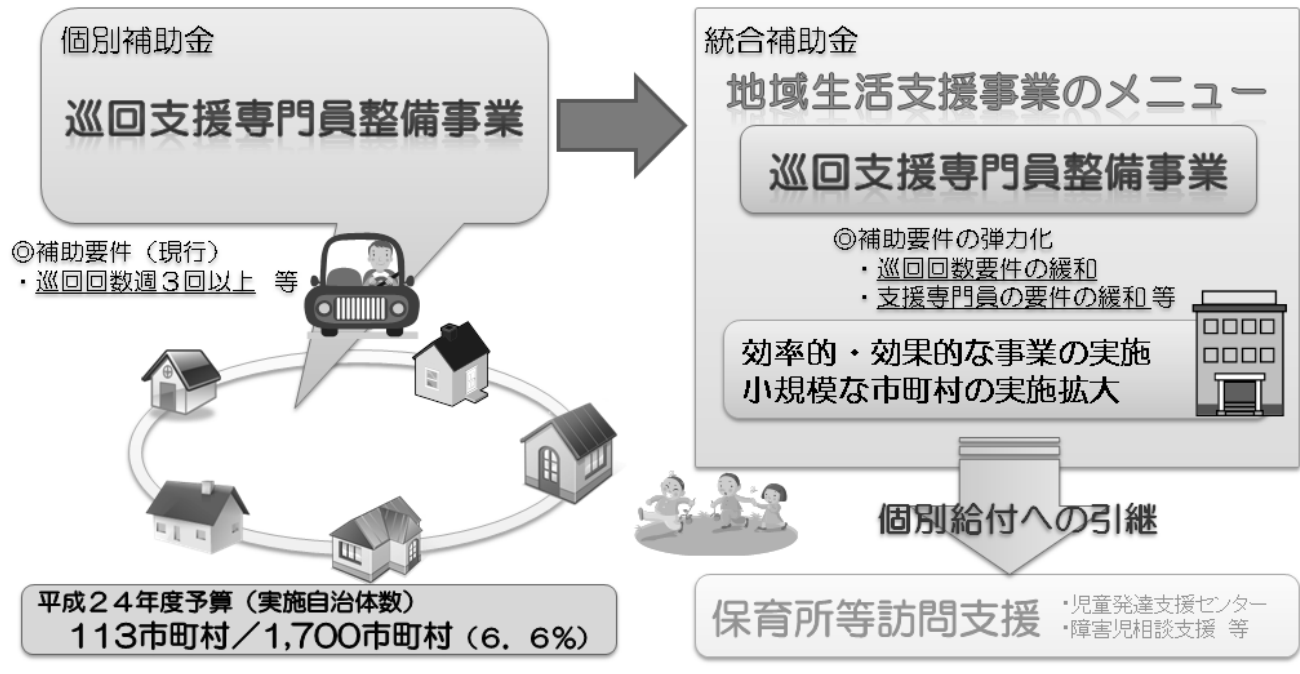 個別補助金
巡回支援専門員整備事業
◎補助要件（現行）
・巡回回数週３回以上　等
平成２４年度予算（実施自治体数）
113市町村／1,700市町村（6．6%）
統合補助金
地域生活支援事業のメニュー
巡回支援専門員整備事業
◎補助要件の弾力化
・巡回回数要件の緩和
・支援専門員の要件の緩和 等
効率的・効果的な事業の実施
小規模な市町村の実施拡大
個別給付への引継
保育所等訪問支援
・児童発達支援センター
・障害児相談支援　等